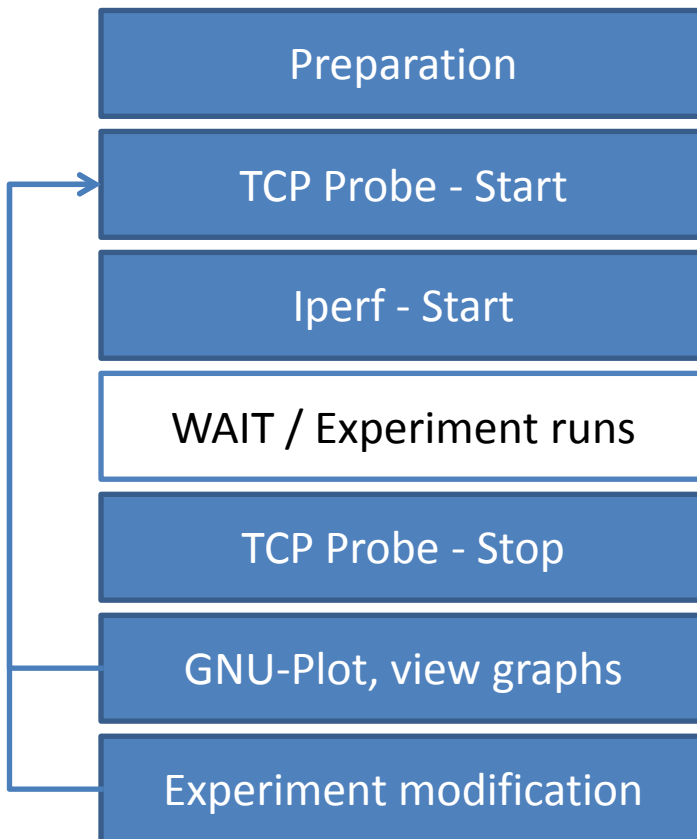 Preparation
TCP Probe - Start
Iperf - Start
WAIT / Experiment runs
TCP Probe - Stop
GNU-Plot, view graphs
Experiment modification